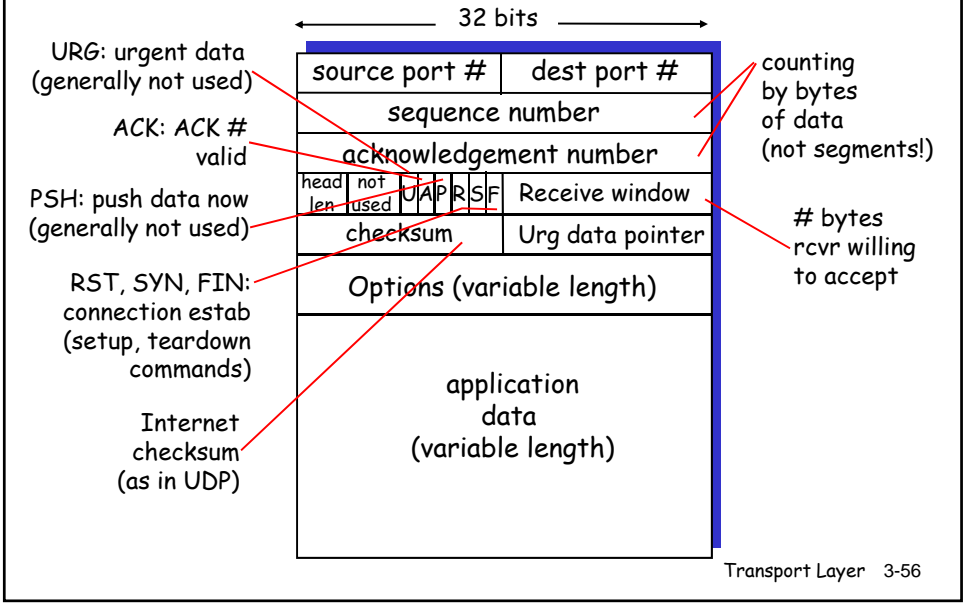 32 bits
URG: urgent data
(generally not used)
ACK: ACK #
valid
PSH: push data now
(generally not used)
RST, SYN, FIN:
connection estab
(setup, teardown
commands)
Internet
checksum
(as in UDP)
source port #
dest port #
sequence number
acknowledgement number
head
len
not
used
U A P R S F
Receive window
checksum
Urg data pointer
Options (variable length)
application
data
(variable length)
counting
by bytes
of data
(not segments!)
# bytes
rcvr willing
to accept
Transport Layer 3-56